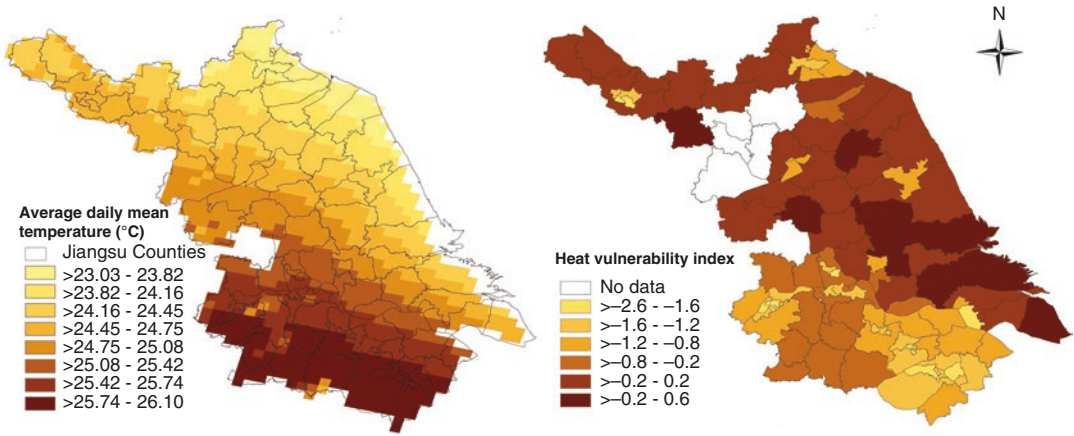 Average daily mean
temperature (°C)
Jiangsu Counties
>23.03 - 23.82
>23.82 - 24.16
>24.16 - 24.45
>24.45 - 24.75
>24.75 - 25.08
>25.08 - 25.42
>25.42 - 25.74
>25.74 - 26.10
N
Heat vulnerability index
No data
>−2.6 - −1.6
>−1.6 - −1.2
>−1.2 - −0.8
>−0.8 - −0.2
>−0.2 - 0.2
>−0.2 - 0.6